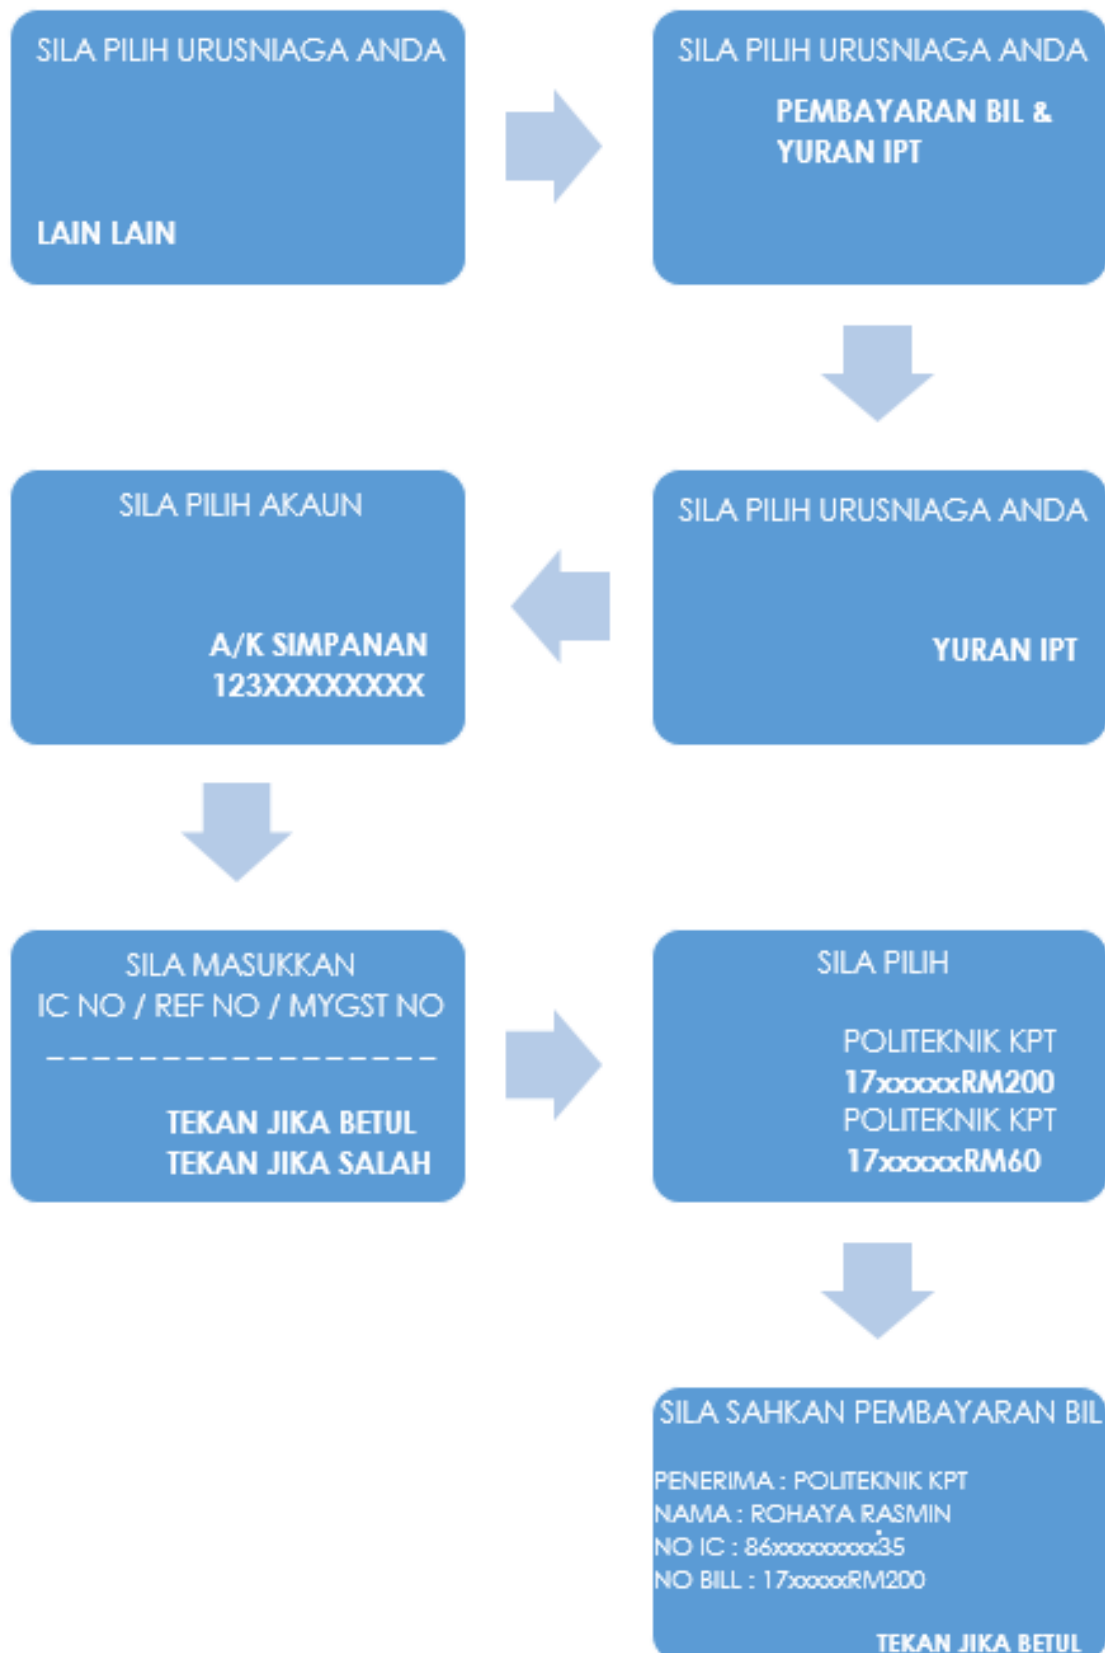 SILA PILIH URUSNIAGA ANDA
LAIN LAIN
SILA PILIH URUSNIAGA ANDA
PEMBAYARAN BIL &
YURAN IPT
SILA PILIH URUSNIAGA ANDA
YURAN IPT
SILA PILIH AKAUN
A/K SIMPANAN
123XXXXXXXX
SILA MASUKKAN
IC NO / REF NO / MYGST NO
_ _ _ _ _ _ _ _ _ _ _ _ _ _ _ _ _
TEKAN JIKA BETUL
TEKAN JIKA SALAH
SILA PILIH
POLITEKNIK KPT
17xxxxxRM200
POLITEKNIK KPT
17xxxxxRM60
SILA SAHKAN PEMBAYARAN BIL
PENERIMA : POLITEKNIK KPT
NAMA : ROHAYA RASMIN
NO IC : 86xxxxxxxxx35
NO BILL : 17xxxxxRM200
TEKAN JIKA BETUL